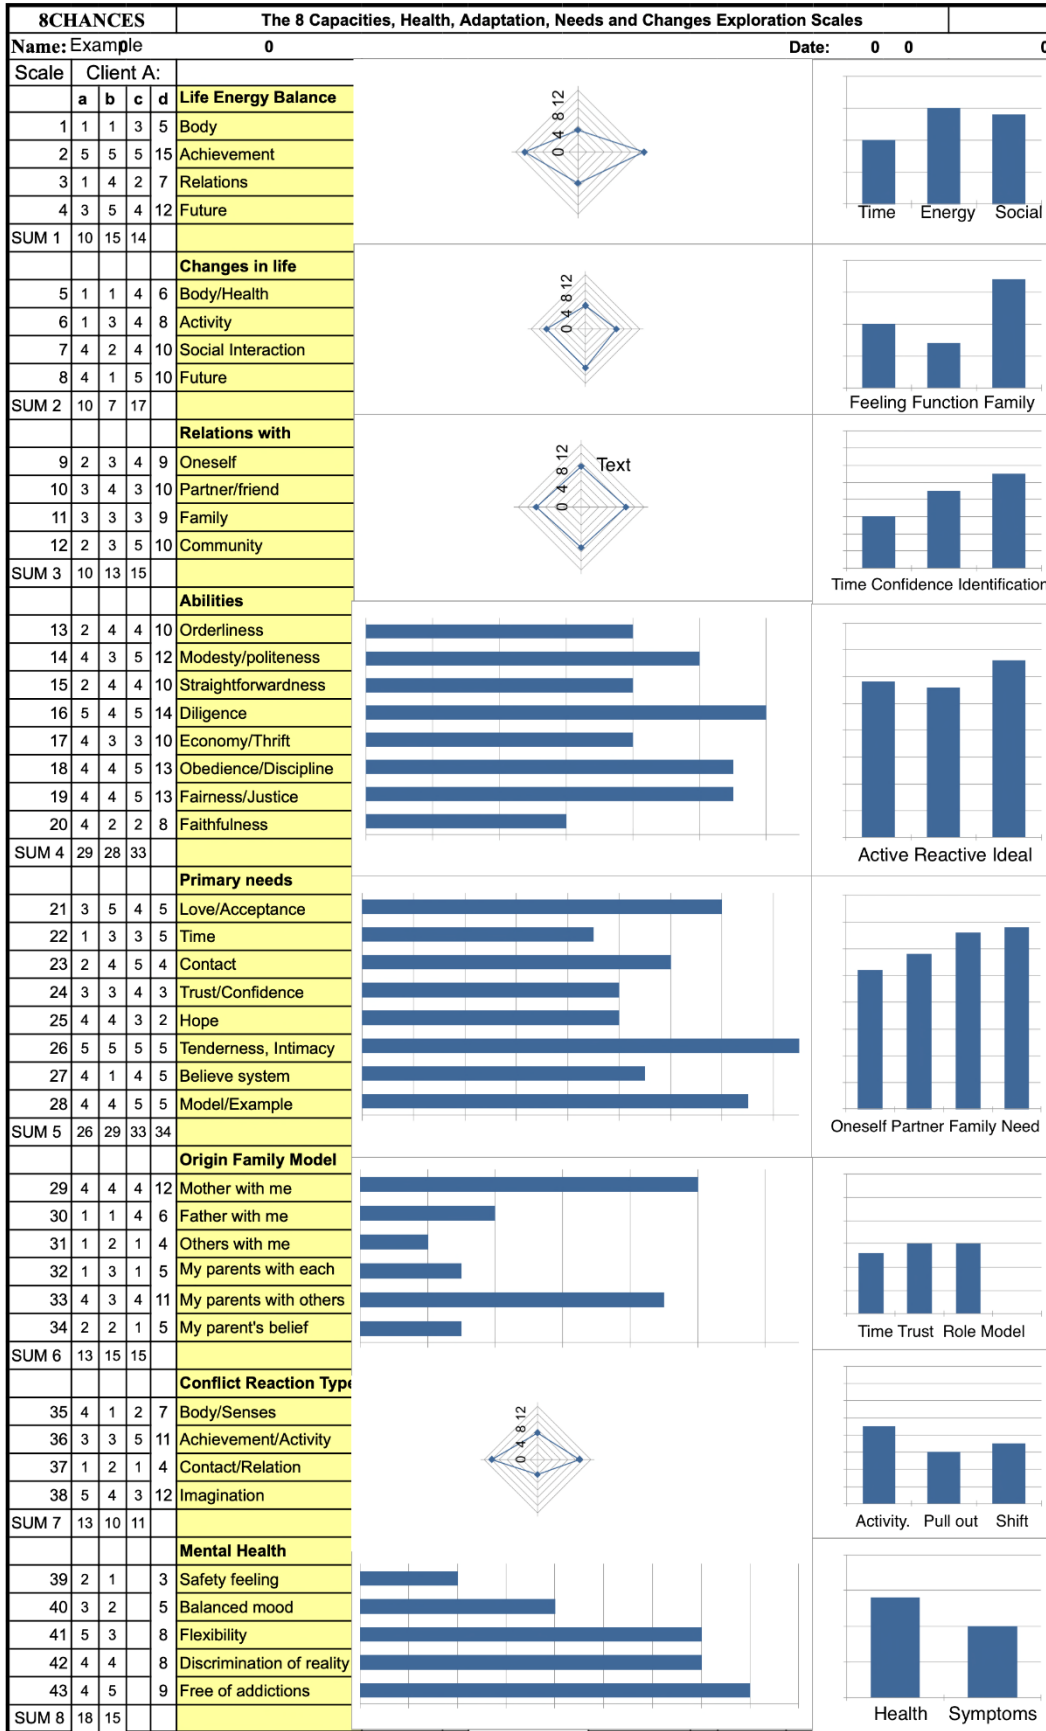 8CHANCES The 8 Capacities, Health, Adaptation, Needs and Changes Exploration Scales
Name: Example 0 0 Date: 0 0 0
Scale Client A:
a b c d Life Energy Balance
1 1 1 3 5 Body
2 5 5 5 15 Achievement
3 1 4 2 7 Relations
4 3 5 4 12 Future
SUM 1 10 15 14
0 4 8 12
Time Energy Social
Changes in life
5 1 1 4 6 Body/Health
6 1 3 4 8 Activity
7 4 2 4 10 Social Interaction
8 4 1 5 10 Future
SUM 2 10 7 17
0 4 8 12
Feeling Function Family
Relations with
9 2 3 4 9 Oneself
10 3 4 3 10 Partner/friend
11 3 3 3 9 Family
12 2 3 5 10 Community
SUM 3 10 13 15
0 4 8 12
Text
Time Confidence Identification
Abilities
13 2 4 4 10 Orderliness
14 4 3 5 12 Modesty/politeness
15 2 4 4 10 Straightforwardness
16 5 4 5 14 Diligence
17 4 3 3 10 Economy/Thrift
18 4 4 5 13 Obedience/Discipline
19 4 4 5 13 Fairness/Justice
20 4 2 2 8 Faithfulness
SUM 4 29 28 33
Active Reactive Ideal
Primary needs
21 3 5 4 5 Love/Acceptance
22 1 3 3 5 Time
23 2 4 5 4 Contact
24 3 3 4 3 Trust/Confidence
25 4 4 3 2 Hope
26 5 5 5 5 Tenderness, Intimacy
27 4 1 4 5 Believe system
28 4 4 5 5 Model/Example
SUM 5 26 29 33 34
Oneself Partner Family Need
Origin Family Model
29 4 4 4 12 Mother with me
30 1 1 4 6 Father with me
31 1 2 1 4 Others with me
32 1 3 1 5 My parents with each
33 4 3 4 11 My parents with others
34 2 2 1 5 My parent's belief
SUM 6 13 15 15
Time Trust Role Model
Conflict Reaction Type
35 4 1 2 7 Body/Senses
36 3 3 5 11 Achievement/Activity
37 1 2 1 4 Contact/Relation
38 5 4 3 12 Imagination
SUM 7 13 10 11
0 4 8 12
Activity. Pull out Shift
Mental Health
39 2 1 3 Safety feeling
40 3 2 5 Balanced mood
41 5 3 8 Flexibility
42 4 4 8 Discrimination of reality
43 4 5 9 Free of addictions
SUM 8 18 15
Health Symptoms